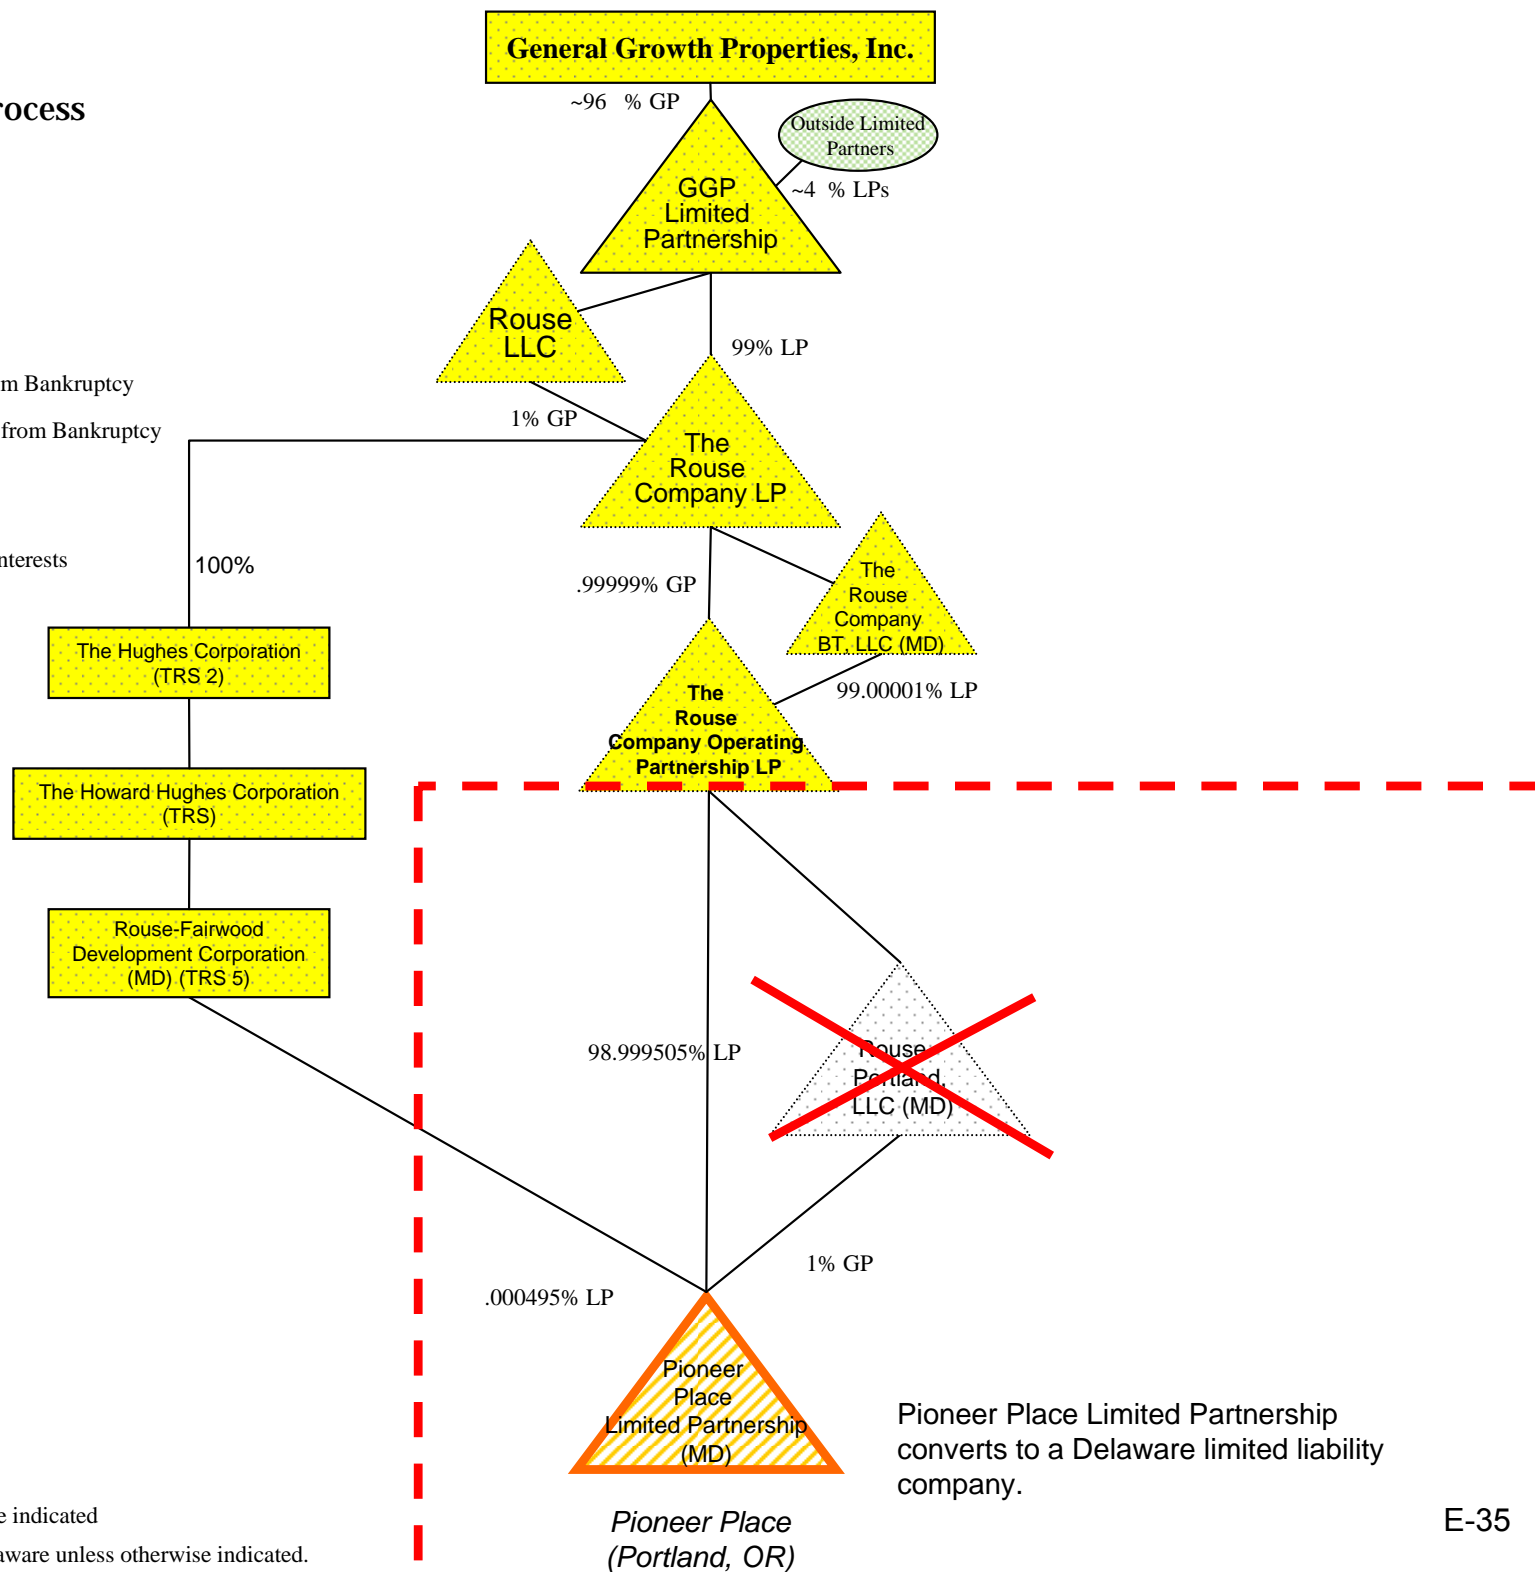 General Growth Properties, Inc.
~96 % GP
Outside Limited
Partners
~4 % LPs
GGP
Limited
Partnership
Rouse
LLC
99% LP
m Bankruptcy
from Bankruptcy
1% GP
The
Rouse
Company LP
nterests
100%
.99999% GP
The
Rouse
Company
BT, LLC (MD)
99.00001% LP
The Hughes Corporation
(TRS 2)
The
Rouse
Company Operating
Partnership LP
The Howard Hughes Corporation
(TRS)
Rouse-Fairwood
Development Corporation
(MD) (TRS 5)
98.999505% LP
Rouse
Portland,
LLC (MD)
1% GP
.000495% LP
Pioneer
Place
Limited Partnership
(MD)
Pioneer Place Limited Partnership
converts to a Delaware limited liability
company.
Pioneer Place
(Portland, OR)
e indicated
aware unless otherwise indicated.
E-35